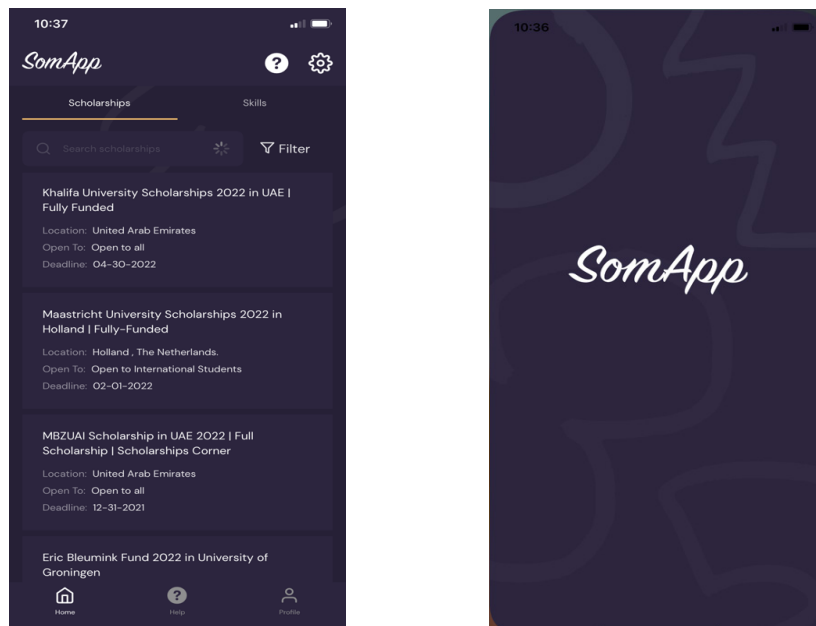 10:37
SomApp
?
Scholarships Skills
Search scholarships Filter
Khalifa University Scholarships 2022 in UAE |
Fully Funded
Location: United Arab Emirates
Open To: Open to all
Deadline: 04-30-2022
Maastricht University Scholarships 2022 in
Holland | Fully-Funded
Location: Holland , The Netherlands.
Open To: Open to International Students
Deadline: 02-01-2022
MBZUAI Scholarship in UAE 2022 | Full
Scholarship | Scholarships Corner
Location: United Arab Emirates
Open To: Open to all
Deadline: 12-31-2021
Eric Bleumink Fund 2022 in University of
Groningen
?
Home Help Profile
10:36
SomApp